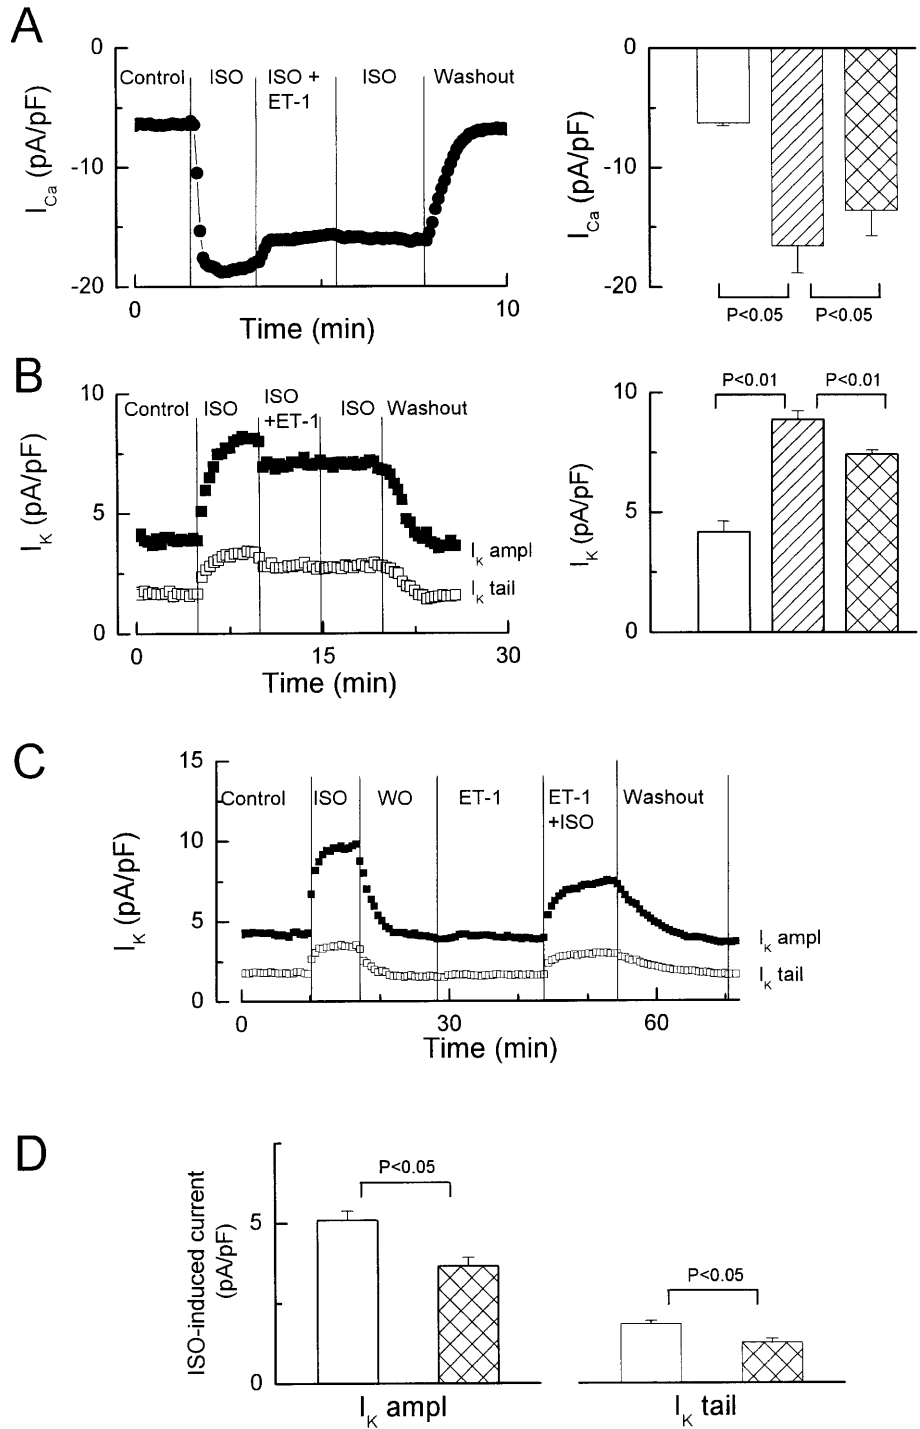 A
0
-10
-20
I_Ca (pA/pF)
Control
ISO
ISO +
ET-1
ISO
Washout
0
10
Time (min)
0
-10
-20
I_Ca (pA/pF)
P<0.05
P<0.05
B
10
5
0
I_K (pA/pF)
Control
ISO
ISO
+ET-1
ISO
Washout
I_K ampl
I_K tail
0
15
30
Time (min)
10
5
0
I_K (pA/pF)
P<0.01
P<0.01
C
15
10
5
0
I_K (pA/pF)
Control
ISO
WO
ET-1
ET-1
+ISO
Washout
I_K ampl
I_K tail
0
30
60
Time (min)
D
ISO-induced current
(pA/pF)
5
0
P<0.05
P<0.05
I_K ampl
I_K tail